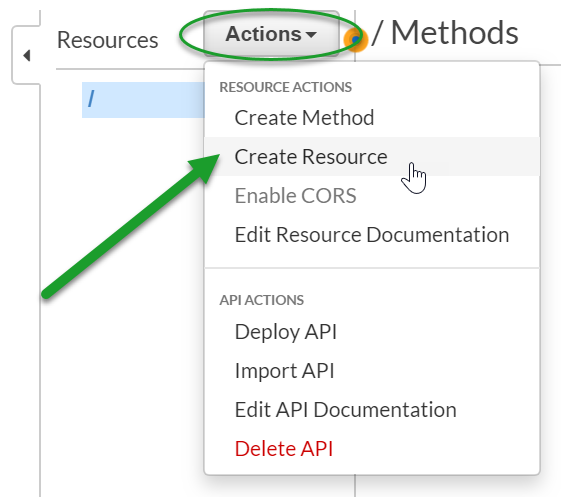 Resources
Actions
/ Methods
/
RESOURCE ACTIONS
Create Method
Create Resource
Enable CORS
Edit Resource Documentation
API ACTIONS
Deploy API
Import API
Edit API Documentation
Delete API